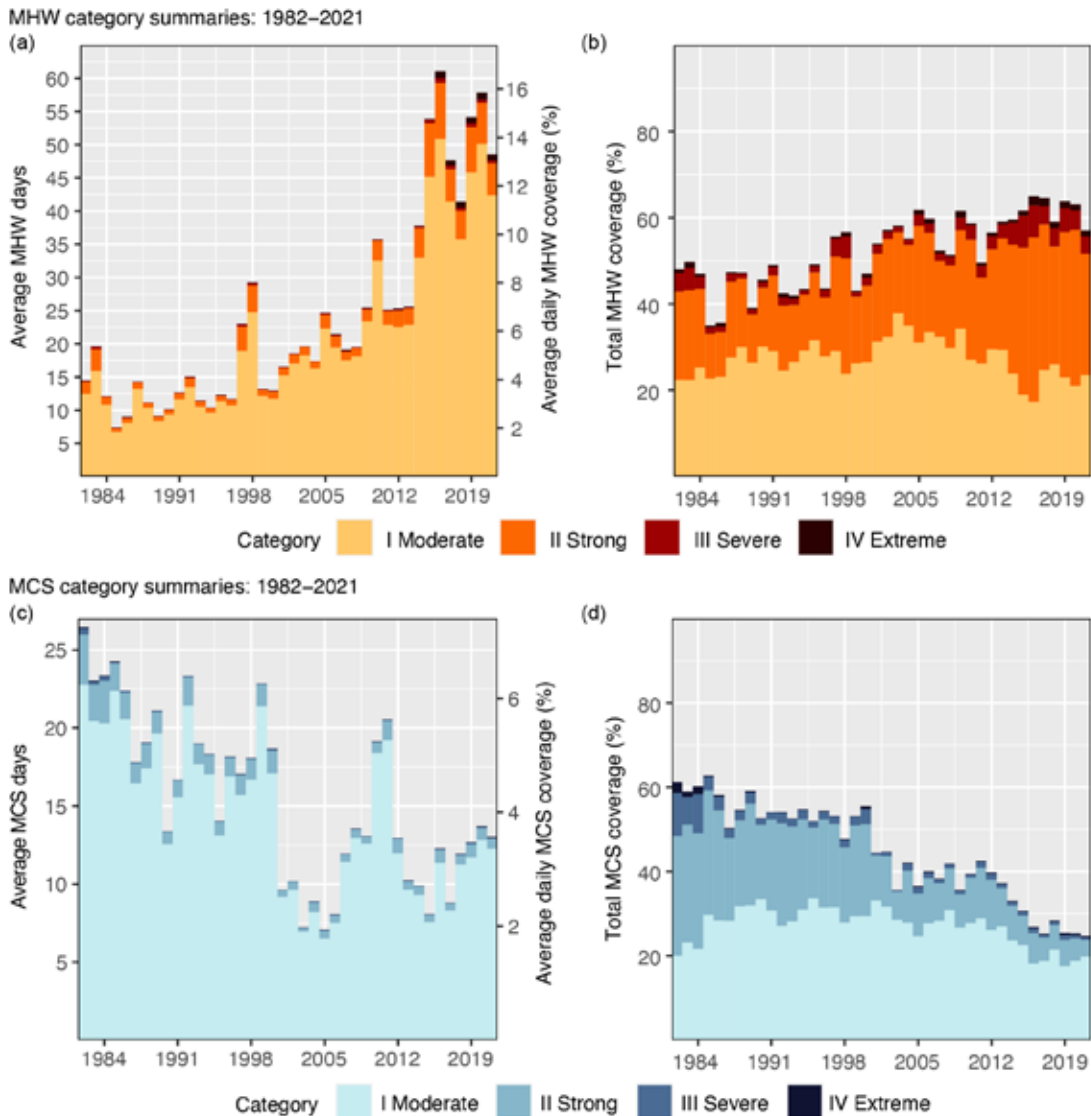 MHW category summaries: 1982−2021
(a)
(b)
Average MHW days
60
55
50
45
40
35
30
25
20
15
10
5
16
14
12
10
8
6
4
2
Average daily MHW coverage (%)
1984 1991 1998 2005 2012 2019
Total MHW coverage (%)
80
60
40
20
1984 1991 1998 2005 2012 2019
Category I Moderate II Strong III Severe IV Extreme
MCS category summaries: 1982−2021
(c)
(d)
Average MCS days
25
20
15
10
5
6
4
2
Average daily MCS coverage (%)
1984 1991 1998 2005 2012 2019
Total MCS coverage (%)
80
60
40
20
1984 1991 1998 2005 2012 2019
Category I Moderate II Strong III Severe IV Extreme